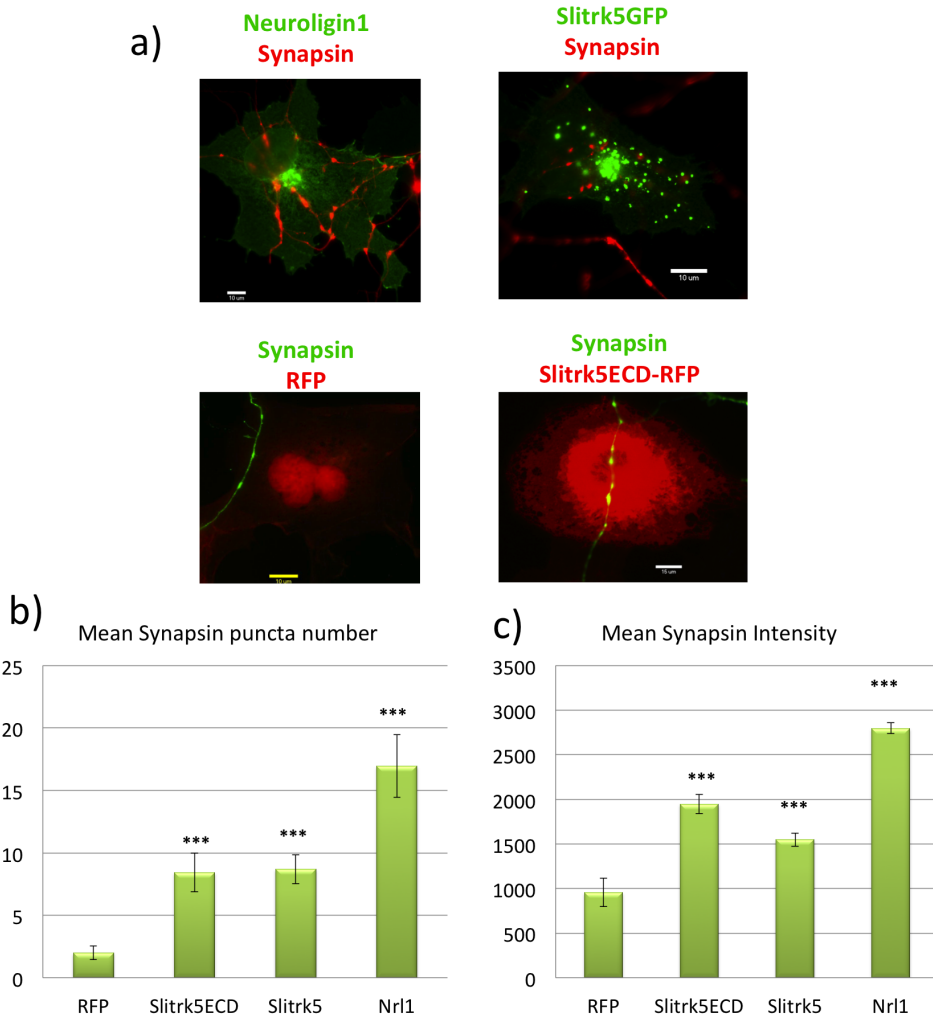 a)
Neuroligin1
Synapsin
Slitrk5GFP
Synapsin
10 um
10 um
Synapsin
RFP
Synapsin
Slitrk5ECD-RFP
10 um
15 um
b)
Mean Synapsin puncta number
25
20
15
10
5
0
***
***
***
RFP
Slitrk5ECD
Slitrk5
Nrl1
c)
Mean Synapsin Intensity
3500
3000
2500
2000
1500
1000
500
0
***
***
***
RFP
Slitrk5ECD
Slitrk5
Nrl1